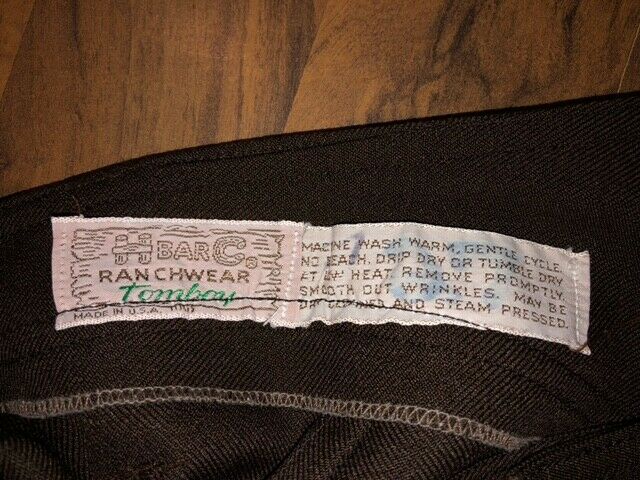 H BAR C.
RANCHWEAR
Tomboy
MADE IN U.S.A.
MACINE WASH WARM, GENTLE CYCLE,
NO BEACH. DRIP DRY OR TUMBLE DRY
HEAT REMOVE PROMPTLY.
SMOOTH OUT WRINKLES. MAY BE
DRY CLEANED AND STEAM PRESSED.